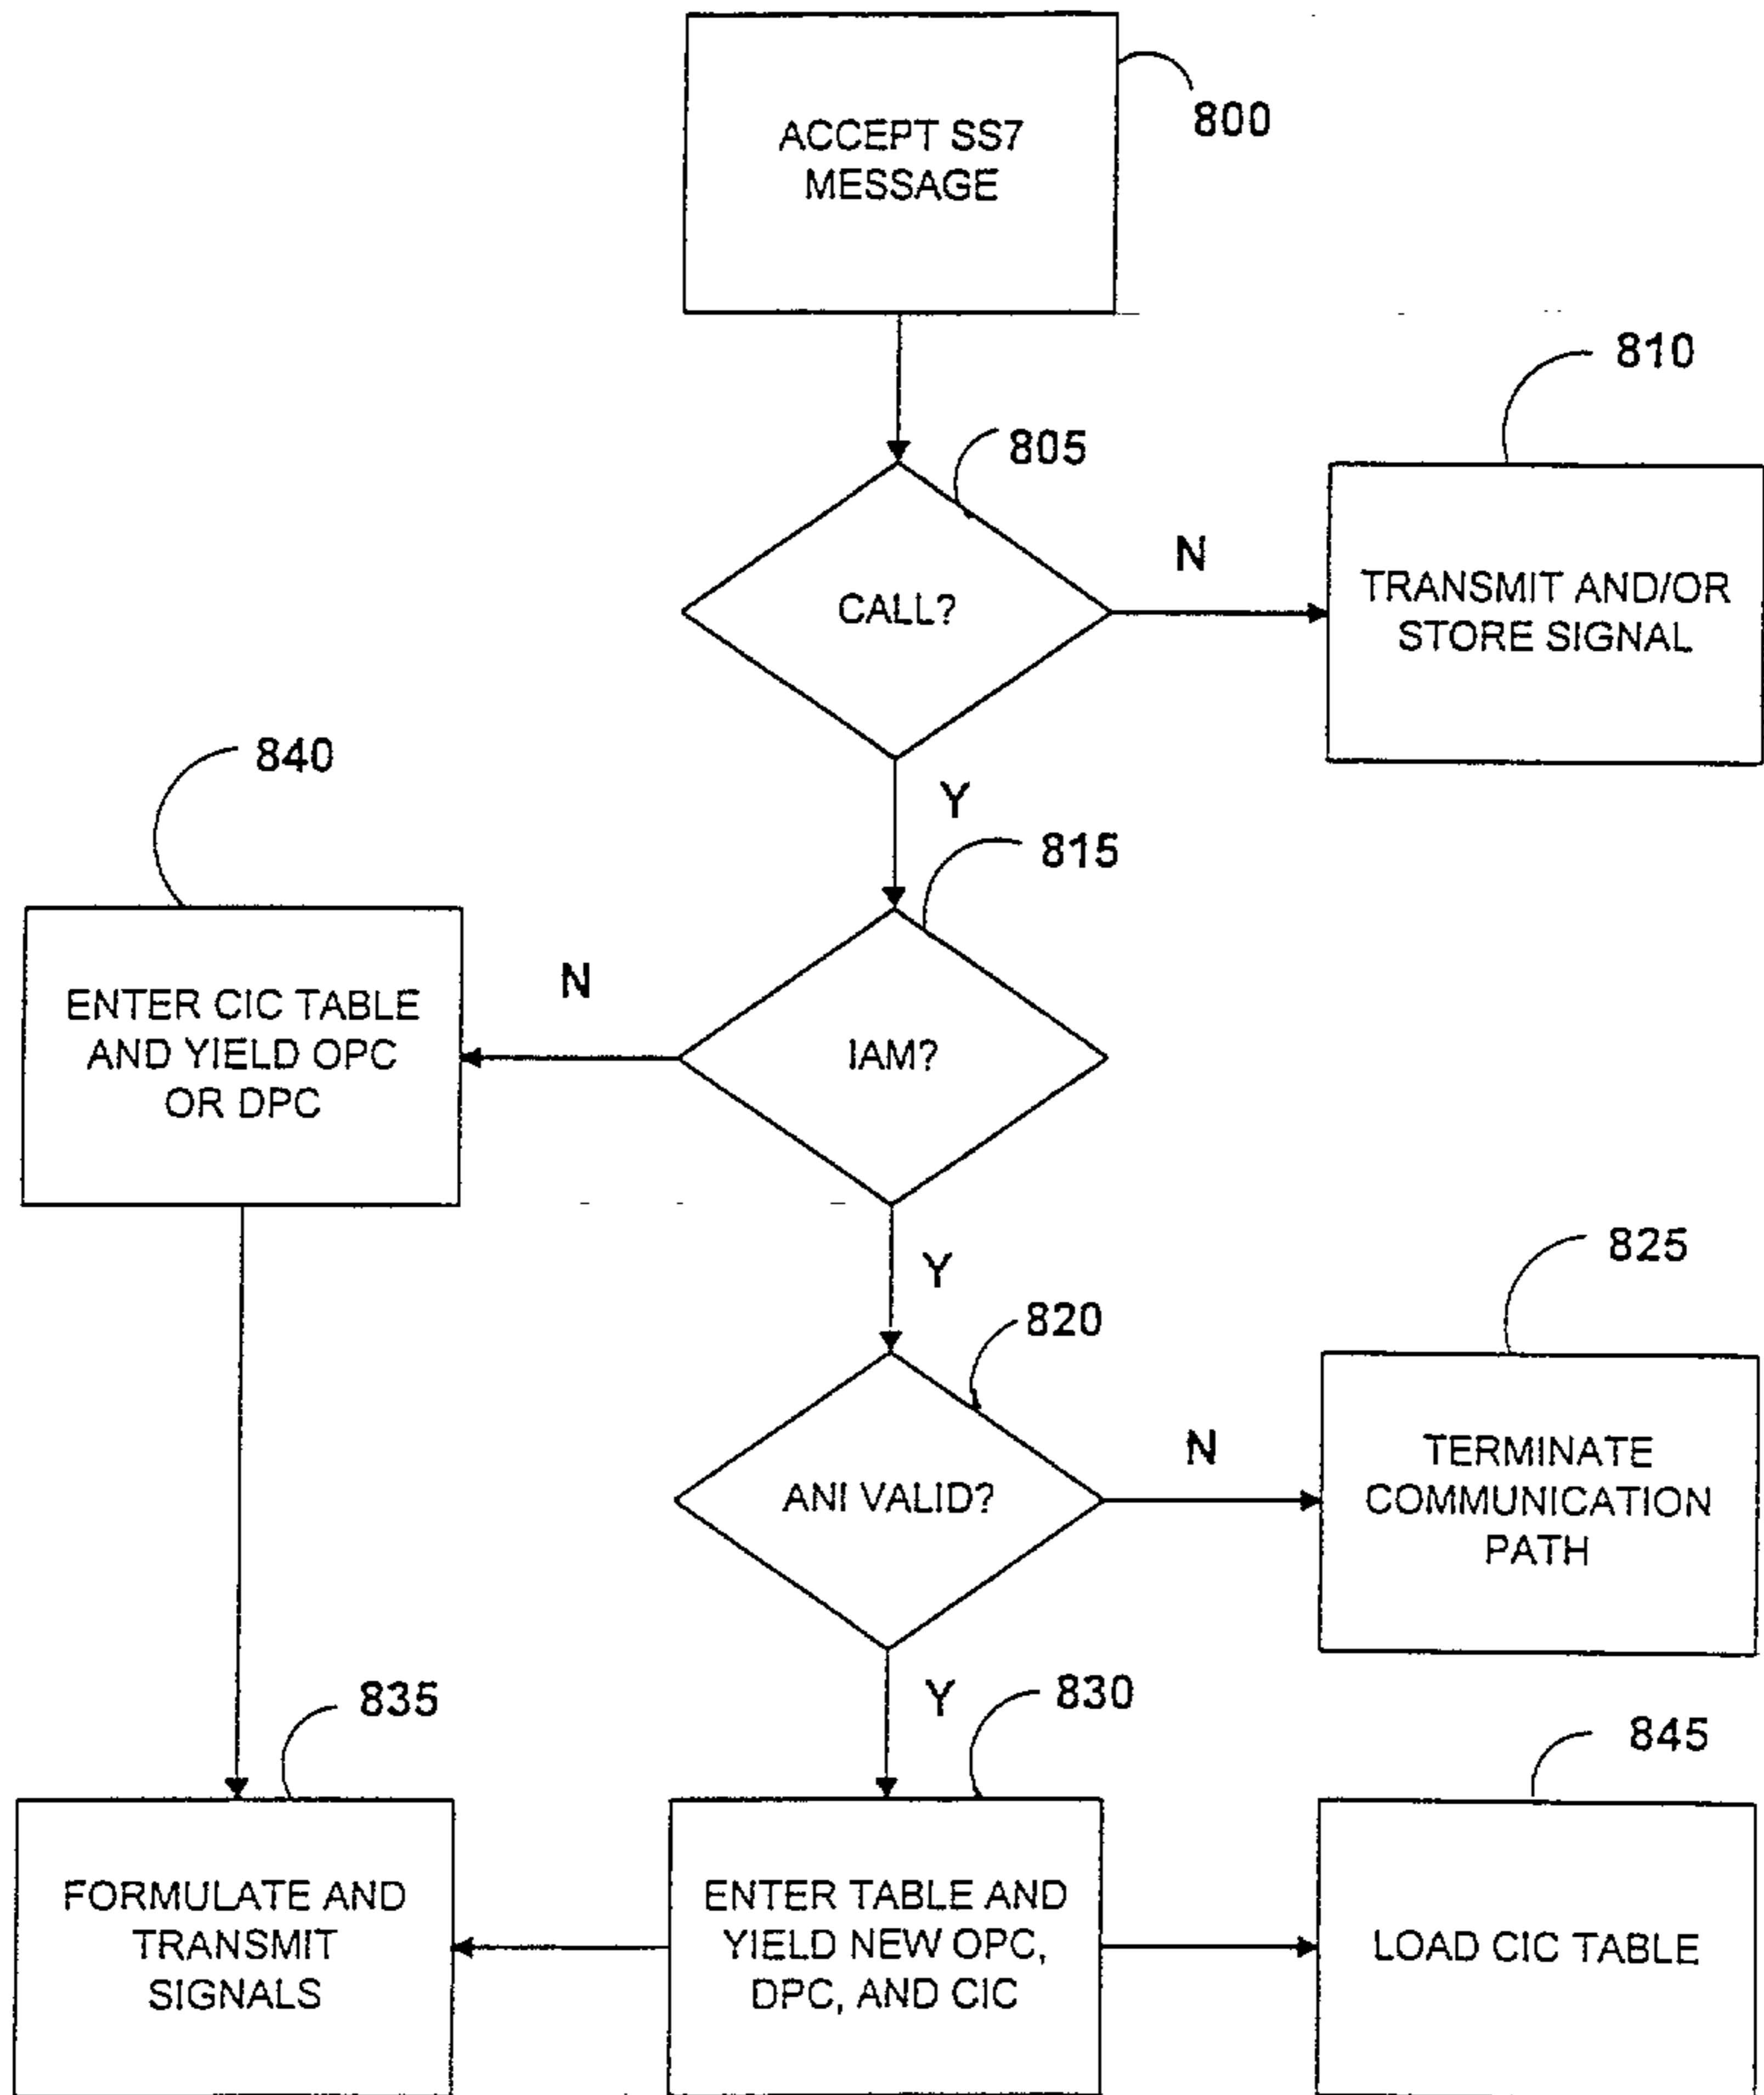 ACCEPT SS7
MESSAGE
800
CALL?
805
N
TRANSMIT AND/OR
STORE SIGNAL
810
Y
IAM?
815
N
ENTER CIC TABLE
AND YIELD OPC
OR DPC
840
Y
ANI VALID?
820
N
TERMINATE
COMMUNICATION
PATH
825
Y
FORMULATE AND
TRANSMIT
SIGNALS
835
ENTER TABLE AND
YIELD NEW OPC,
DPC, AND CIC
830
LOAD CIC TABLE
845